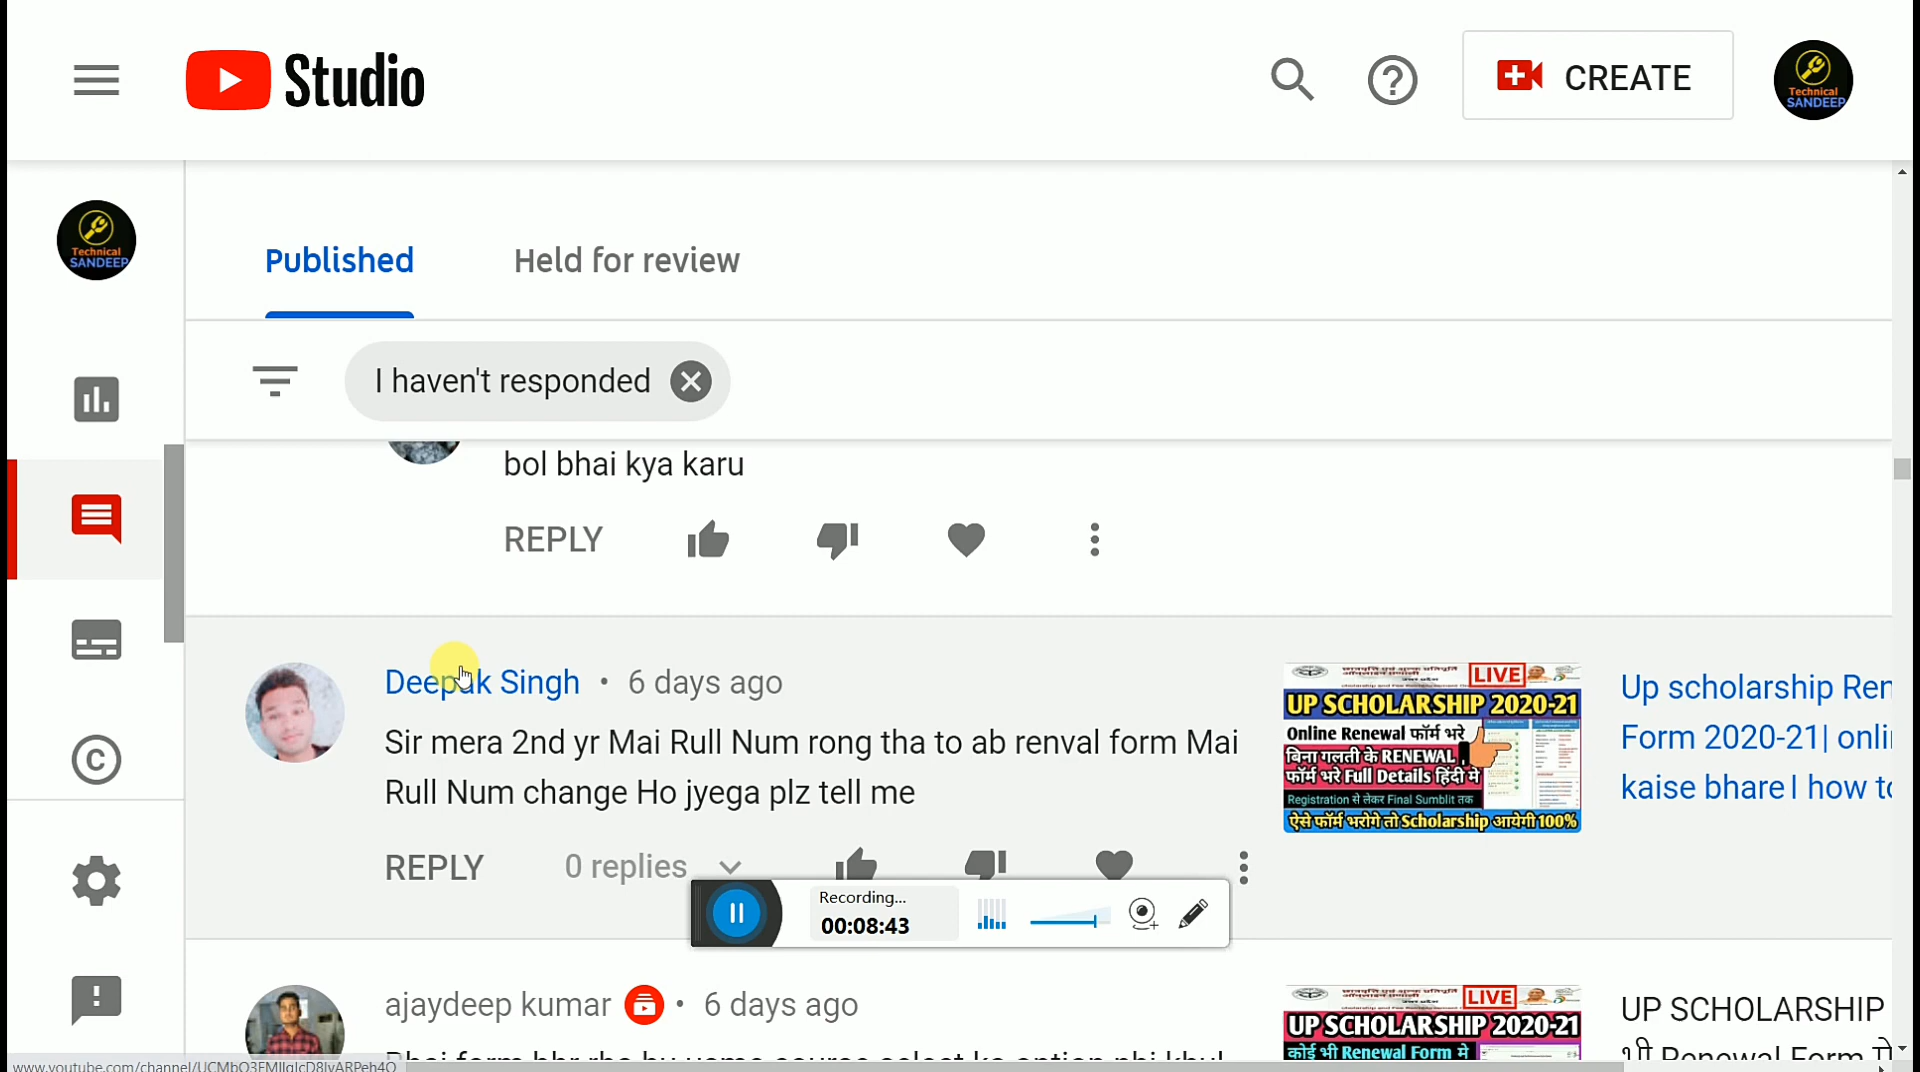 Studio
CREATE
Technical
SANDEEP
Technical
SANDEEP
Published
Held for review
I haven't responded
bol bhai kya karu
REPLY
Deepak Singh • 6 days ago
Sir mera 2nd yr Mai Rull Num rong tha to ab renval form Mai
Rull Num change Ho jyega plz tell me
REPLY 0 replies
LIVE
UP SCHOLARSHIP 2020-21
Online Renewal फॉर्म भरे
बिना गलती के RENEWAL
फॉर्म भरे Full Details हिंदी मे
Registration से लेकर Final Sumblit तक
ऐसे फॉर्म भरोगे तो Scholarship आयेगी 100%
Up scholarship Ren
Form 2020-21| onli
kaise bhare l how to
Recording...
00:08:43
ajaydeep kumar • 6 days ago
LIVE
UP SCHOLARSHIP 2020-21
कोई भी Renewal Form मे
UP SCHOLARSHIP
भी Renewal Form मे